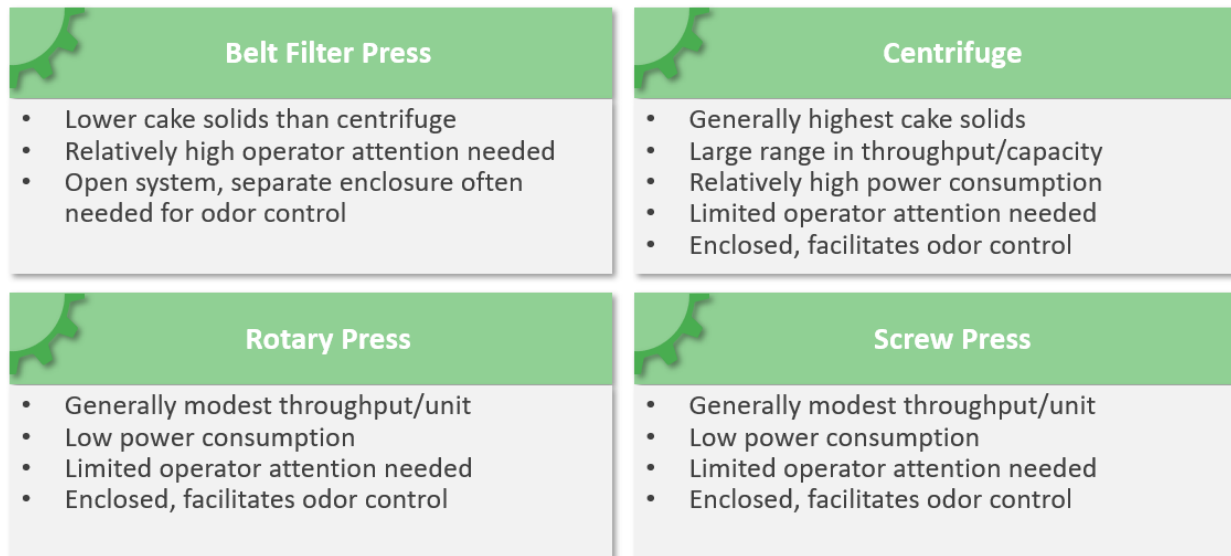 Belt Filter Press
• Lower cake solids than centrifuge
• Relatively high operator attention needed
• Open system, separate enclosure often
needed for odor control
Centrifuge
• Generally highest cake solids
• Large range in throughput/capacity
• Relatively high power consumption
• Limited operator attention needed
• Enclosed, facilitates odor control
Rotary Press
• Generally modest throughput/unit
• Low power consumption
• Limited operator attention needed
• Enclosed, facilitates odor control
Screw Press
• Generally modest throughput/unit
• Low power consumption
• Limited operator attention needed
• Enclosed, facilitates odor control